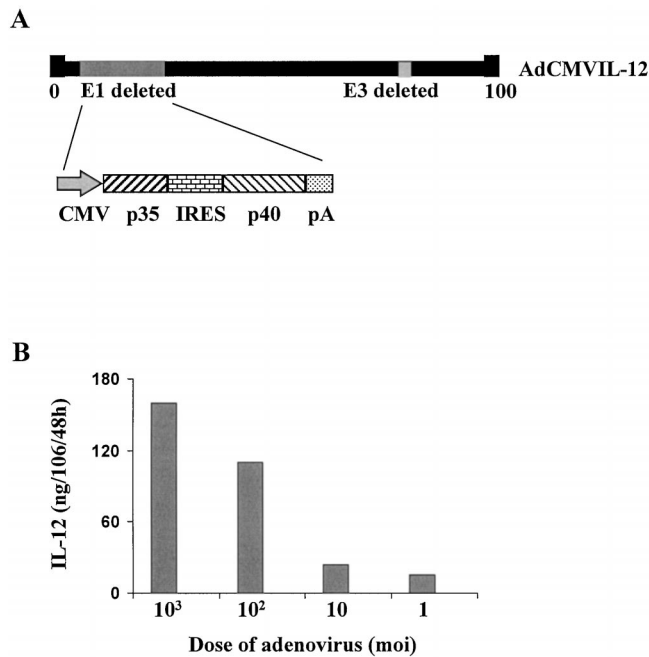 A
AdCMVIL-12
0 E1 deleted E3 deleted 100
CMV p35 IRES p40 pA
B
IL-12 (ng/106/48h)
180
120
60
0
10³ 10² 10 1
Dose of adenovirus (moi)